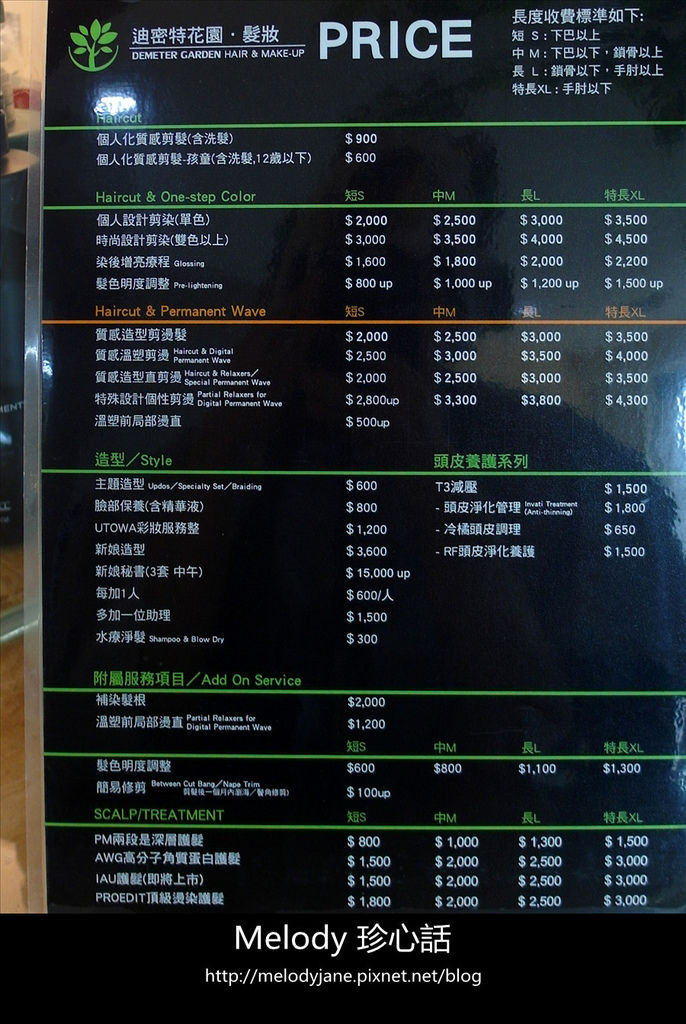 迪密特花園．髮妝
DEMETER GARDEN HAIR & MAKE-UP
PRICE
長度收費標準如下:
短 S：下巴以上
中 M：下巴以下，鎖骨以上
長 L：鎖骨以下，手肘以上
特長XL：手肘以下
Haircut
個人化質感剪髮(含洗髮) $ 900
個人化質感剪髮-孩童(含洗髮,12歲以下) $ 600
Haircut & One-step Color 短S 中M 長L 特長XL
個人設計剪染(單色) $ 2,000 $ 2,500 $ 3,000 $ 3,500
時尚設計剪染(雙色以上) $ 3,000 $ 3,500 $ 4,000 $ 4,500
染後增亮療程 Glossing $ 1,600 $ 1,800 $ 2,000 $ 2,200
髮色明度調整 Pre-lightening $ 800 up $ 1,000 up $ 1,200 up $ 1,500 up
Haircut & Permanent Wave 短S 中M 長L 特長XL
質感造型剪燙髮 $ 2,000 $ 2,500 $3,000 $ 3,500
質感溫塑剪燙 Haircut & Digital Permanent Wave $ 2,500 $ 3,000 $3,500 $ 4,000
質感造型直剪燙 Haircut & Relaxers／Special Permanent Wave $ 2,000 $ 2,500 $3,000 $ 3,500
特殊設計個性剪燙 Partial Relaxers for Digital Permanent Wave $ 2,800up $ 3,300 $3,800 $ 4,300
溫塑前局部燙直 $ 500up
造型／Style
主題造型 Updos／Specialty Set／Braiding $ 600
臉部保養(含精華液) $ 800
UTOWA彩妝服務整 $ 1,200
新娘造型 $ 3,600
新娘秘書(3套 中午) $ 15,000 up
每加1人 $ 600/人
多加一位助理 $ 1,500
水療淨髮 Shampoo & Blow Dry $ 300
頭皮養護系列
T3減壓 $ 1,500
- 頭皮淨化管理 Invati Treatment (Anti-thinning) $ 1,800
- 冷橘頭皮調理 $ 650
- RF頭皮淨化養護 $ 1,500
附屬服務項目／Add On Service
補染髮根 $2,000
溫塑前局部燙直 Partial Relaxers for Digital Permanent Wave $1,200
短S 中M 長L 特長XL
髮色明度調整 $600 $800 $1,100 $1,300
簡易修剪 Between Cut Bang／Nape Trim 剪髮後一個月內瀏海／鬢角修剪) $ 100up
SCALP/TREATMENT 短S 中M 長L 特長XL
PM兩段是深層護髮 $ 800 $ 1,000 $ 1,300 $ 1,500
AWG高分子角質蛋白護髮 $ 1,500 $ 2,000 $ 2,500 $ 3,000
IAU護髮(即將上市) $ 1,500 $ 2,000 $ 2,500 $ 3,000
PROEDIT頂級燙染護髮 $ 1,800 $ 2,000 $ 2,500 $ 3,000
Melody 珍心話
http://melodyjane.pixnet.net/blog